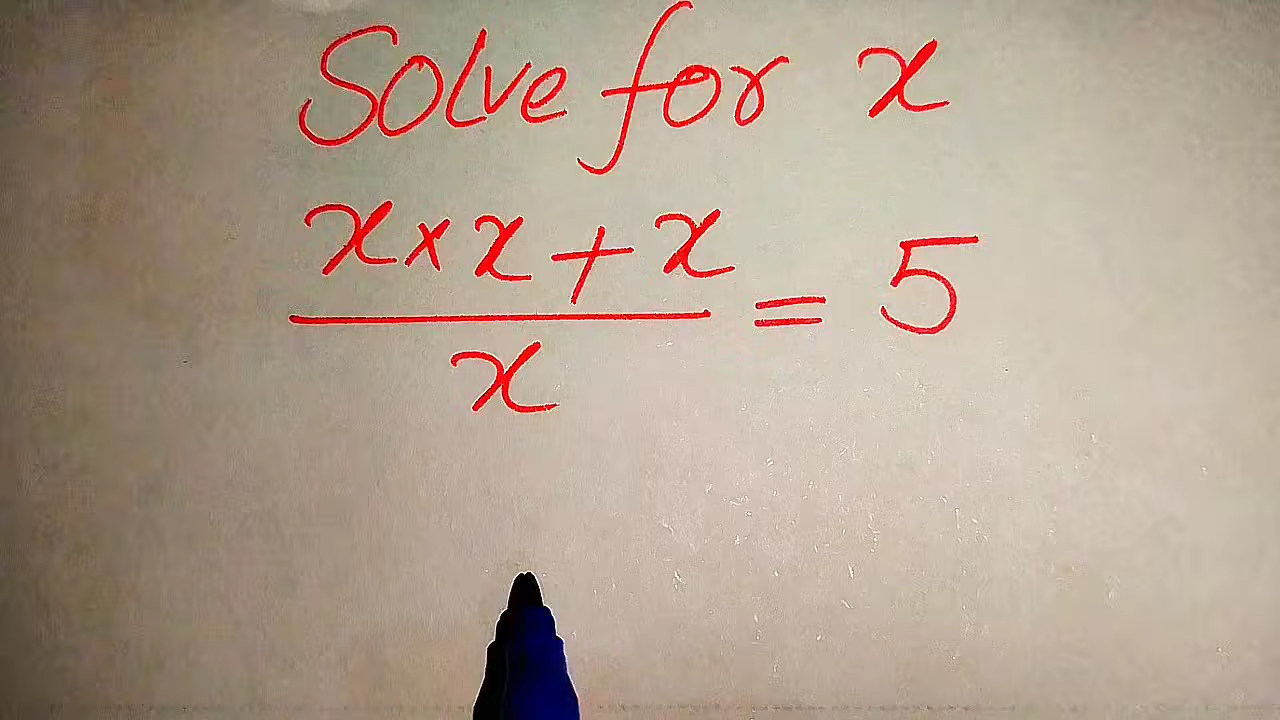 Solve for x
x × x + x
x
= 5